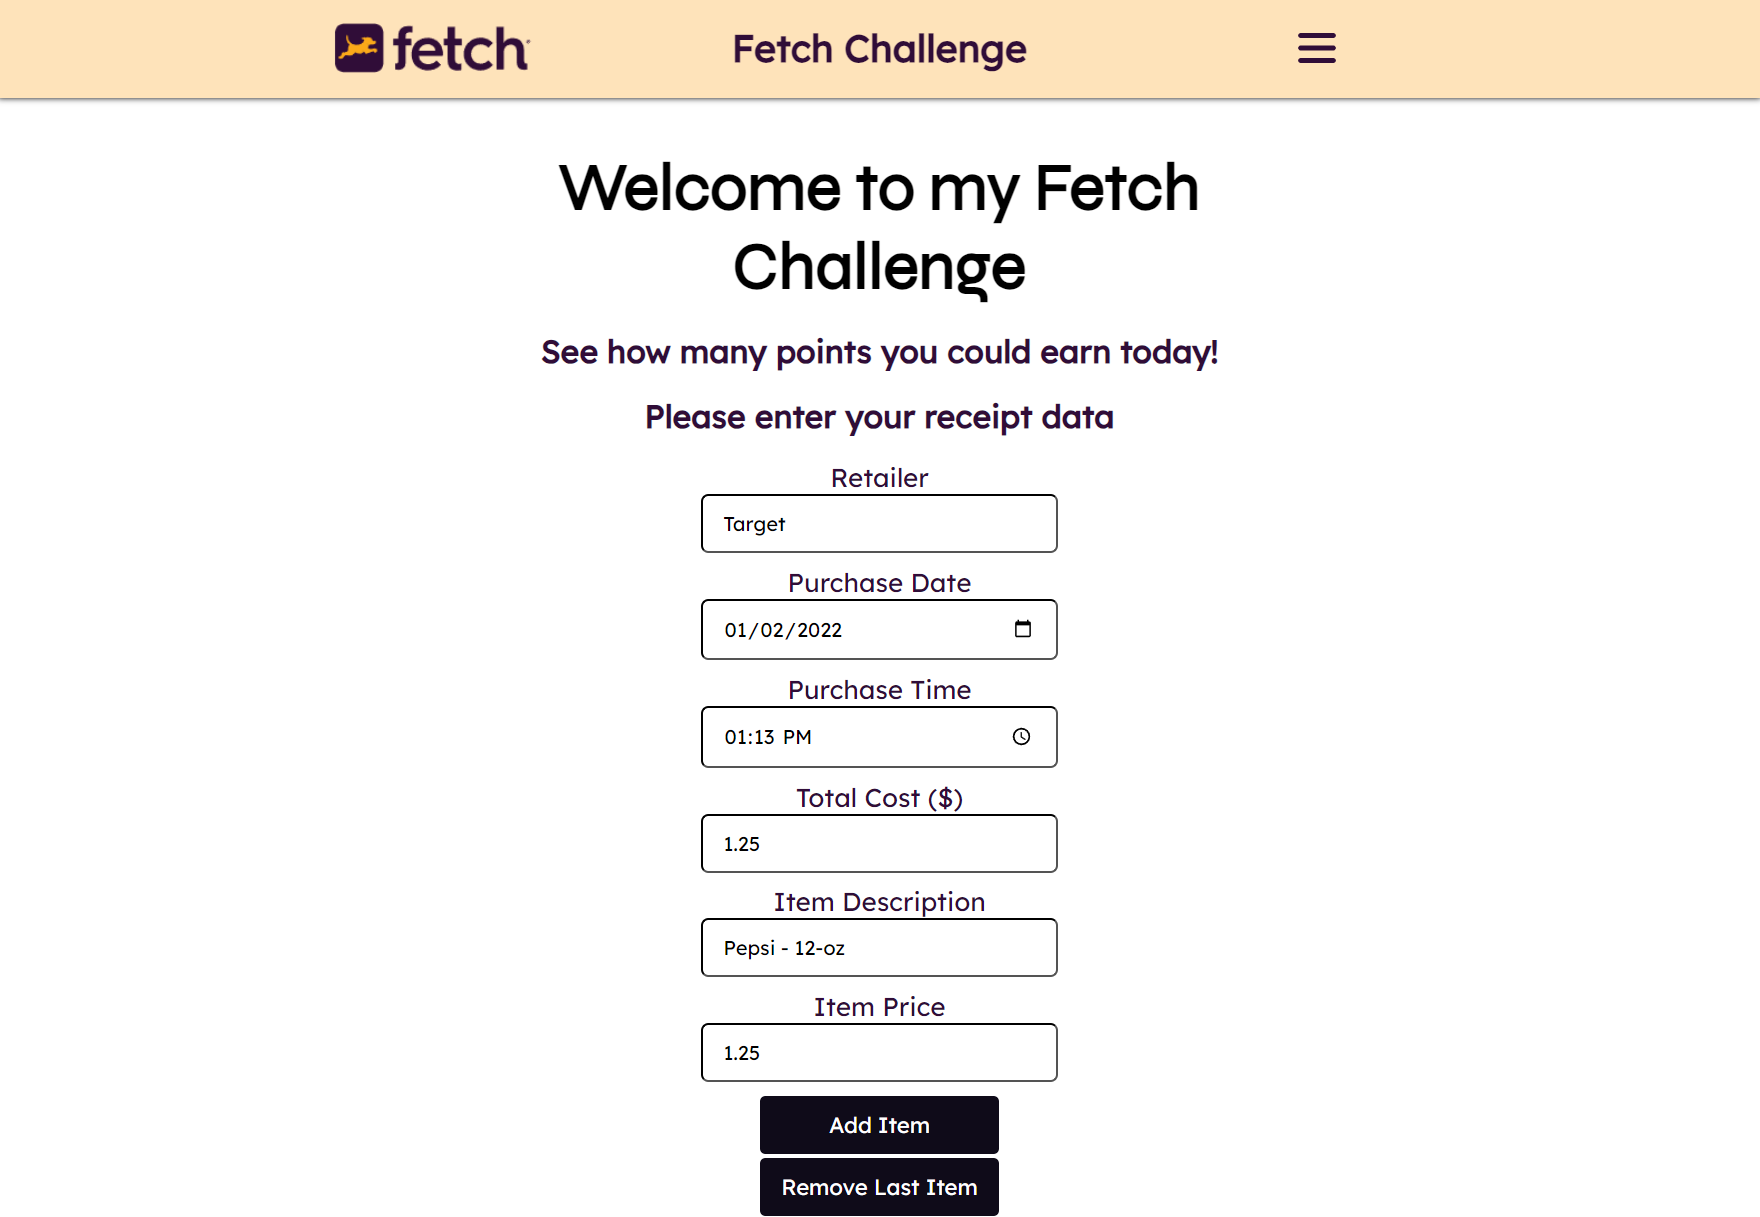 fetch
Fetch Challenge
Welcome to my Fetch
Challenge
See how many points you could earn today!
Please enter your receipt data
Retailer
Target
Purchase Date
01/02/2022
Purchase Time
01:13 PM
Total Cost ($)
1.25
Item Description
Pepsi - 12-oz
Item Price
1.25
Add Item
Remove Last Item